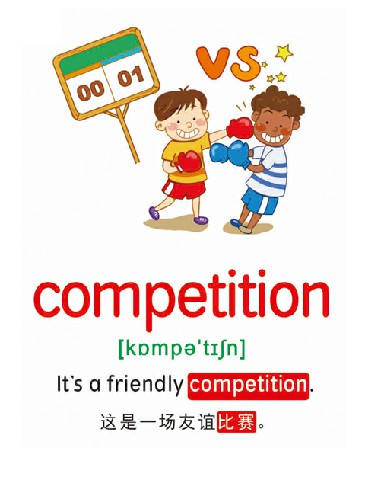 VS
00 01
competition
[kɒmpə'tɪʃn]
It's a friendly competition.
这是一场友谊比赛。